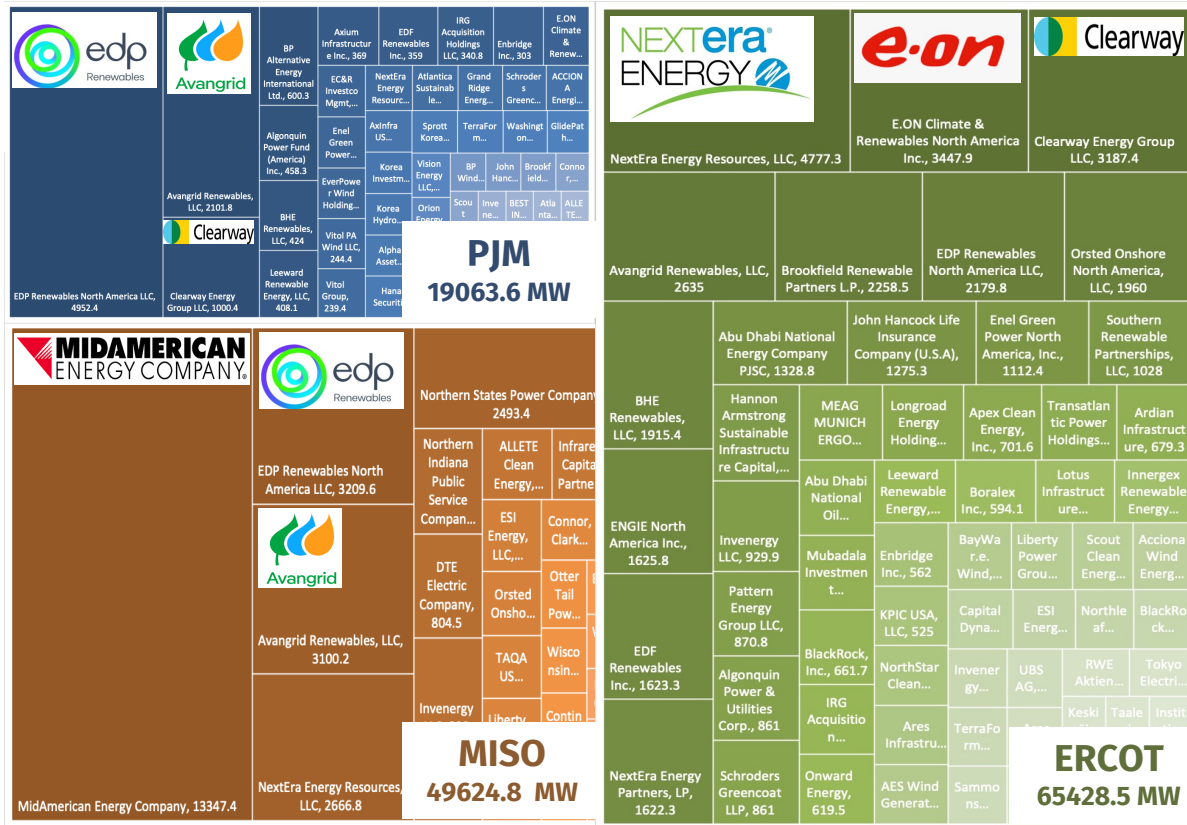 edp
Renewables
EDP Renewables North America LLC,
4952.4
Avangrid
Avangrid Renewables,
LLC, 2101.8
Clearway
Clearway Energy
Group LLC, 1000.4
BP
Alternative
Energy
International
Ltd., 600.3
Algonquin
Power Fund
(America)
Inc., 458.3
BHE
Renewables,
LLC, 424
Leeward
Renewable
Energy, LLC,
408.1
Axium
Infrastructur
e Inc., 369
EDF
Renewables
Inc., 359
IRG
Acquisition
Holdings
LLC, 340.8
Enbridge
Inc., 303
E.ON
Climate
&
Renew...
EC&R
Investco
Mgmt,...
NextEra
Energy
Resourc...
Atlantica
Sustainab
le...
Grand
Ridge
Energ...
Schroder
s
Greenc...
ACCION
A
Energi...
Enel
Green
Power...
AxInfra
US...
Sprott
Korea...
TerraFor
m...
Washingt
on...
GlidePat
h...
EverPowe
r Wind
Holding...
Korea
Investm...
Vision
Energy
LLC,...
BP
Wind...
John
Hanc...
Brookf
ield...
Conno
r,...
Vitol PA
Wind LLC,
244.4
Korea
Hydro...
Orion
Energy
Scou
t
Inve
ne...
BEST
IN...
Atla
nta...
ALLE
TE...
Vitol
Group,
239.4
Alpha
Asset...
Hana
Securiti
PJM
19063.6 MW
MIDAMERICAN
ENERGY COMPANY®
MidAmerican Energy Company, 13347.4
edp
Renewables
EDP Renewables North
America LLC, 3209.6
Avangrid
Avangrid Renewables, LLC,
3100.2
NextEra Energy Resources,
LLC, 2666.8
Northern States Power Company
2493.4
Northern
Indiana
Public
Service
Compan...
ALLETE
Clean
Energy,...
Infrare
Capita
Partne
DTE
Electric
Company,
804.5
ESI
Energy,
LLC,...
Connor,
Clark...
Orsted
Onsho...
Otter
Tail
Pow...
TAQA
US...
Wisco
nsin...
Invenergy
Liberty
Contin
MISO
49624.8 MW
NEXTera®
ENERGY
NextEra Energy Resources, LLC, 4777.3
e·on
E.ON Climate &
Renewables North America
Inc., 3447.9
Clearway
Clearway Energy Group
LLC, 3187.4
Avangrid Renewables, LLC,
2635
Brookfield Renewable
Partners L.P., 2258.5
EDP Renewables
North America LLC,
2179.8
Orsted Onshore
North America,
LLC, 1960
BHE
Renewables,
LLC, 1915.4
ENGIE North
America Inc.,
1625.8
EDF
Renewables
Inc., 1623.3
NextEra Energy
Partners, LP,
1622.3
Abu Dhabi National
Energy Company
PJSC, 1328.8
John Hancock Life
Insurance
Company (U.S.A),
1275.3
Enel Green
Power North
America, Inc.,
1112.4
Southern
Renewable
Partnerships,
LLC, 1028
Hannon
Armstrong
Sustainable
Infrastructu
re Capital,...
Invenergy
LLC, 929.9
Pattern
Energy
Group LLC,
870.8
Algonquin
Power &
Utilities
Corp., 861
Schroders
Greencoat
LLP, 861
MEAG
MUNICH
ERGO...
Abu Dhabi
National
Oil...
Mubadala
Investmen
t...
BlackRock,
Inc., 661.7
IRG
Acquisitio
n...
Onward
Energy,
619.5
Longroad
Energy
Holding...
Apex Clean
Energy,
Inc., 701.6
Transatlan
tic Power
Holdings...
Ardian
Infrastruct
ure, 679.3
Leeward
Renewable
Energy,...
Boralex
Inc., 594.1
Lotus
Infrastruct
ure...
Innergex
Renewable
Energy...
Enbridge
Inc., 562
BayWa
r.e.
Wind,...
Liberty
Power
Grou...
Scout
Clean
Energ...
Acciona
Wind
Energ...
KPIC USA,
LLC, 525
Capital
Dyna...
ESI
Energ...
Northle
af...
BlackRo
ck...
NorthStar
Clean...
Invener
gy...
UBS
AG,...
RWE
Aktien...
Tokyo
Electri...
Ares
Infrastru...
TerraFo
rm...
Keski
Taale
Instit
AES Wind
Generat...
Sammo
ns...
ERCOT
65428.5 MW